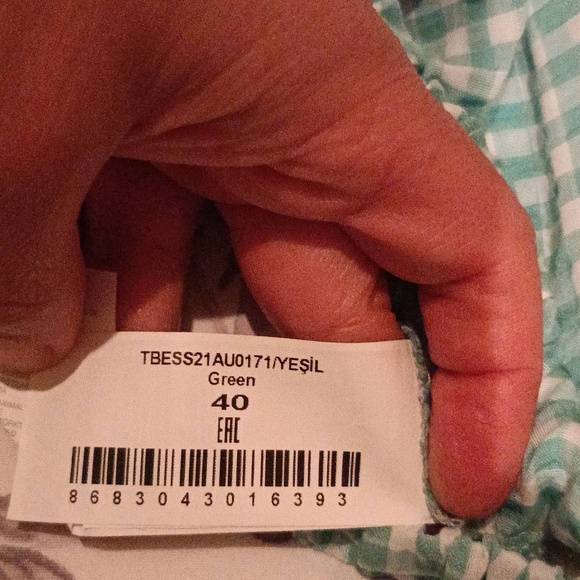 TBESS21AU0171/YEŞİL
Green
40
EAC
8683043016393